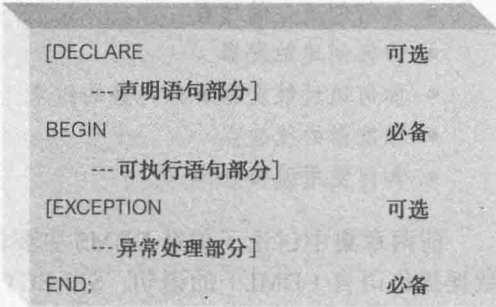 [DECLARE 可选
---声明语句部分]
BEGIN 必备
---可执行语句部分]
[EXCEPTION 可选
---异常处理部分]
END; 必备